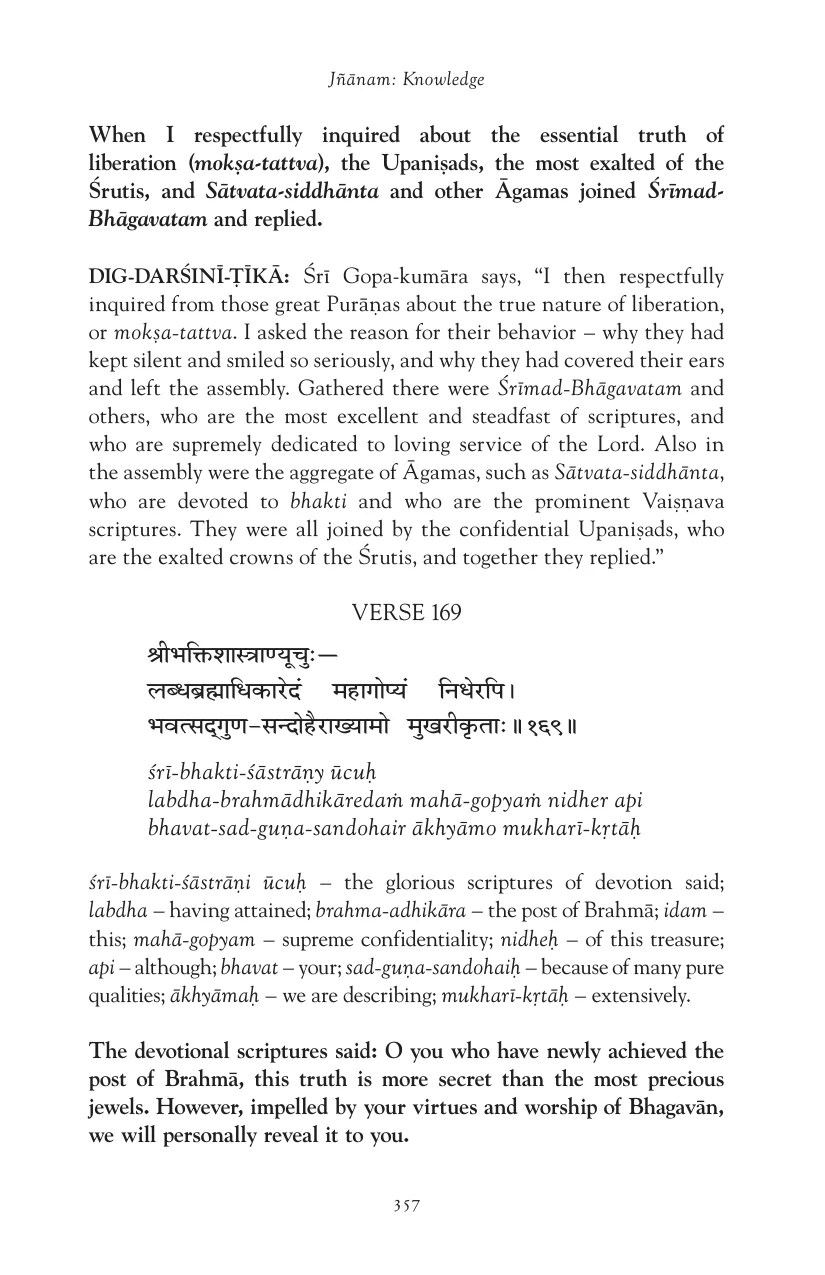 Jñānam: Knowledge
When I respectfully inquired about the essential truth of
liberation (mokṣa-tattva), the Upaniṣads, the most exalted of the
Śrutis, and Sātvata-siddhānta and other Āgamas joined Śrīmad-
Bhāgavatam and replied.
DIG-DARŚINĪ-ṬĪKĀ: Śrī Gopa-kumāra says, “I then respectfully
inquired from those great Purāṇas about the true nature of liberation,
or mokṣa-tattva. I asked the reason for their behavior – why they had
kept silent and smiled so seriously, and why they had covered their ears
and left the assembly. Gathered there were Śrīmad-Bhāgavatam and
others, who are the most excellent and steadfast of scriptures, and
who are supremely dedicated to loving service of the Lord. Also in
the assembly were the aggregate of Āgamas, such as Sātvata-siddhānta,
who are devoted to bhakti and who are the prominent Vaiṣṇava
scriptures. They were all joined by the confidential Upaniṣads, who
are the exalted crowns of the Śrutis, and together they replied.”
VERSE 169
श्रीभक्तिशास्त्राण्यूचुः—
लब्धब्रह्माधिकारेदं महागोप्यं निधेरपि।
भवत्सद्गुण-सन्दोहैराख्यामो मुखरीकृताः॥१६९॥
śrī-bhakti-śāstrāṇy ūcuḥ
labdha-brahmādhikāredaṁ mahā-gopyaṁ nidher api
bhavat-sad-guṇa-sandohair ākhyāmo mukharī-kṛtāḥ
śrī-bhakti-śāstrāṇi ūcuḥ – the glorious scriptures of devotion said;
labdha – having attained; brahma-adhikāra – the post of Brahmā; idam –
this; mahā-gopyam – supreme confidentiality; nidheḥ – of this treasure;
api – although; bhavat – your; sad-guṇa-sandohaiḥ – because of many pure
qualities; ākhyāmaḥ – we are describing; mukharī-kṛtāḥ – extensively.
The devotional scriptures said: O you who have newly achieved the
post of Brahmā, this truth is more secret than the most precious
jewels. However, impelled by your virtues and worship of Bhagavān,
we will personally reveal it to you.
357